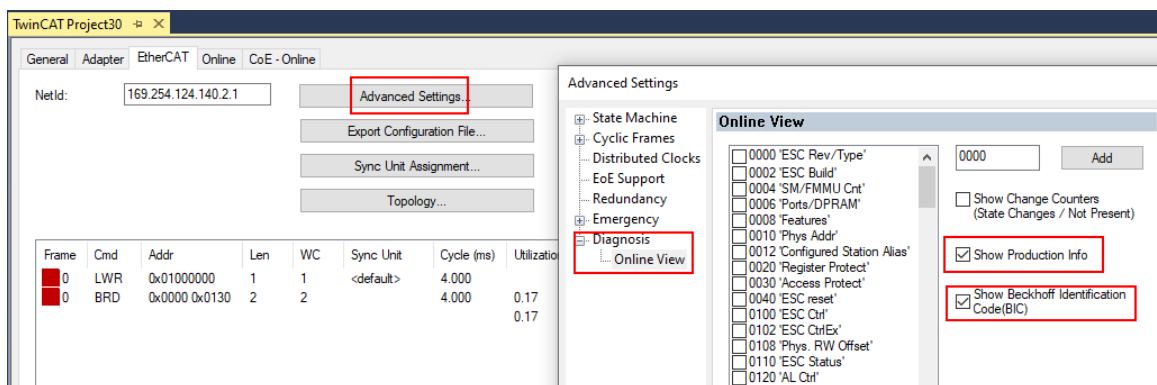 TwinCAT Project30
General Adapter EtherCAT Online CoE - Online
NetId: 169.254.124.140.2.1
Advanced Settings...
Export Configuration File...
Sync Unit Assignment...
Topology...
Frame Cmd Addr Len WC Sync Unit Cycle (ms) Utilizatio
0 LWR 0x01000000 1 1 <default> 4.000
0 BRD 0x0000 0x0130 2 2 4.000 0.17
0.17
Advanced Settings
State Machine
Cyclic Frames
Distributed Clocks
EoE Support
Redundancy
Emergency
Diagnosis
Online View
Online View
0000 'ESC Rev/Type'
0002 'ESC Build'
0004 'SM/FMMU Cnt'
0006 'Ports/DPRAM'
0008 'Features'
0010 'Phys Addr'
0012 'Configured Station Alias'
0020 'Register Protect'
0030 'Access Protect'
0040 'ESC reset'
0100 'ESC Ctrl'
0102 'ESC CtrlEx'
0108 'Phys. RW Offset'
0110 'ESC Status'
0120 'AL Ctrl'
0000 Add
Show Change Counters
(State Changes / Not Present)
Show Production Info
Show Beckhoff Identification
Code(BIC)